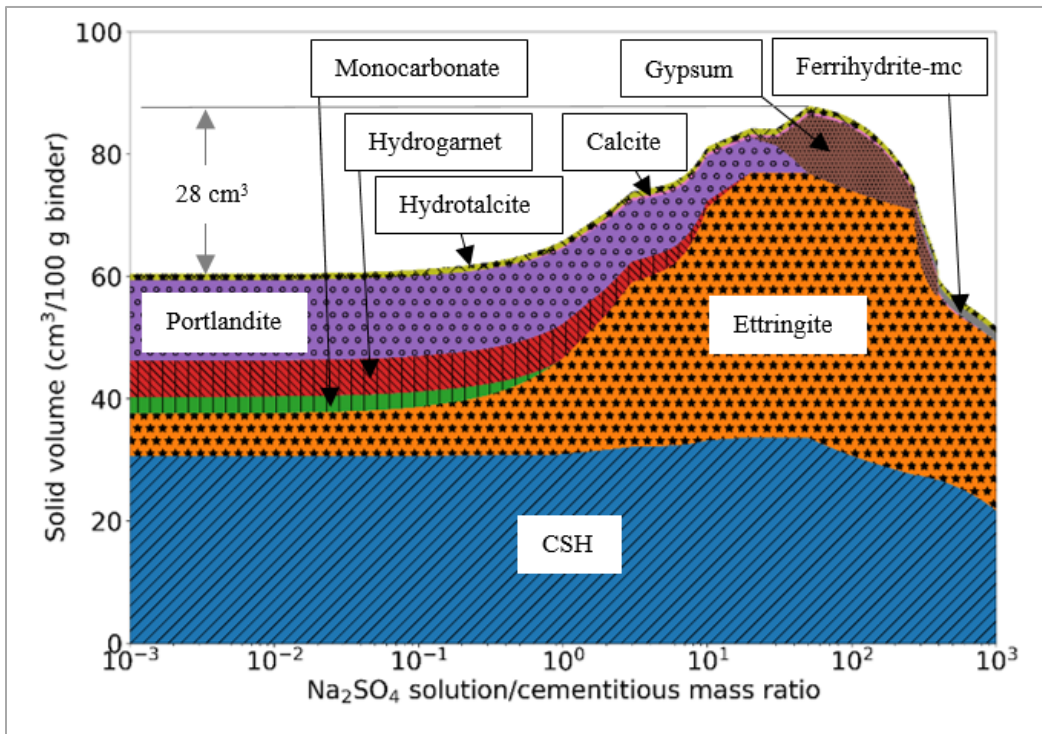 100
80
60
40
20
0
Solid volume (cm³/100 g binder)
Monocarbonate
Gypsum
Ferrihydrite-mc
Hydrogarnet
Calcite
28 cm³
Hydrotalcite
Portlandite
Ettringite
CSH
10⁻³ 10⁻² 10⁻¹ 10⁰ 10¹ 10² 10³
Na₂SO₄ solution/cementitious mass ratio